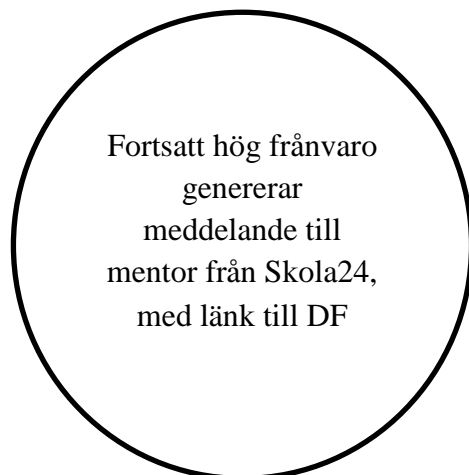 Fortsatt hög frånvaro
genererar
meddelande till
mentor från Skola24,
med länk till DF